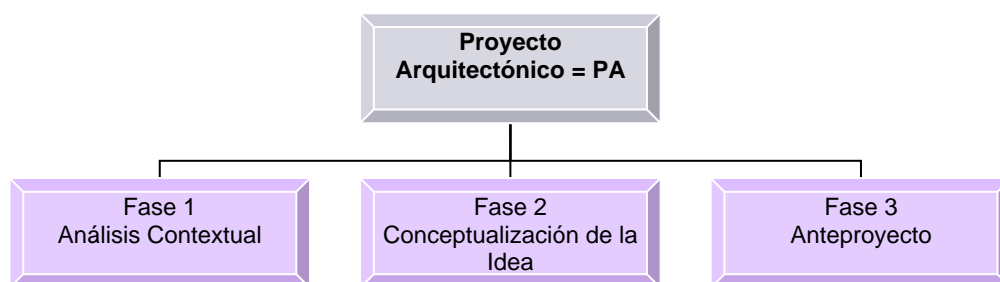 Proyecto
Arquitectónico = PA
Fase 1
Análisis Contextual
Fase 2
Conceptualización de la
Idea
Fase 3
Anteproyecto